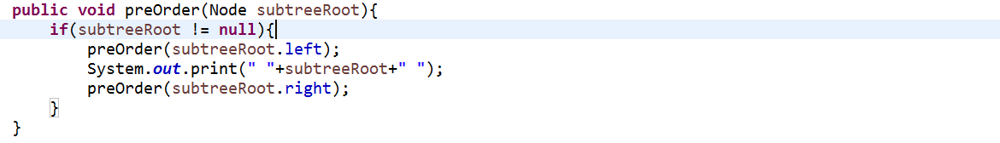 public void preOrder(Node subtreeRoot){
    if(subtreeRoot != null){
        preOrder(subtreeRoot.left);
        System.out.print(" "+subtreeRoot+" ");
        preOrder(subtreeRoot.right);
    }
}